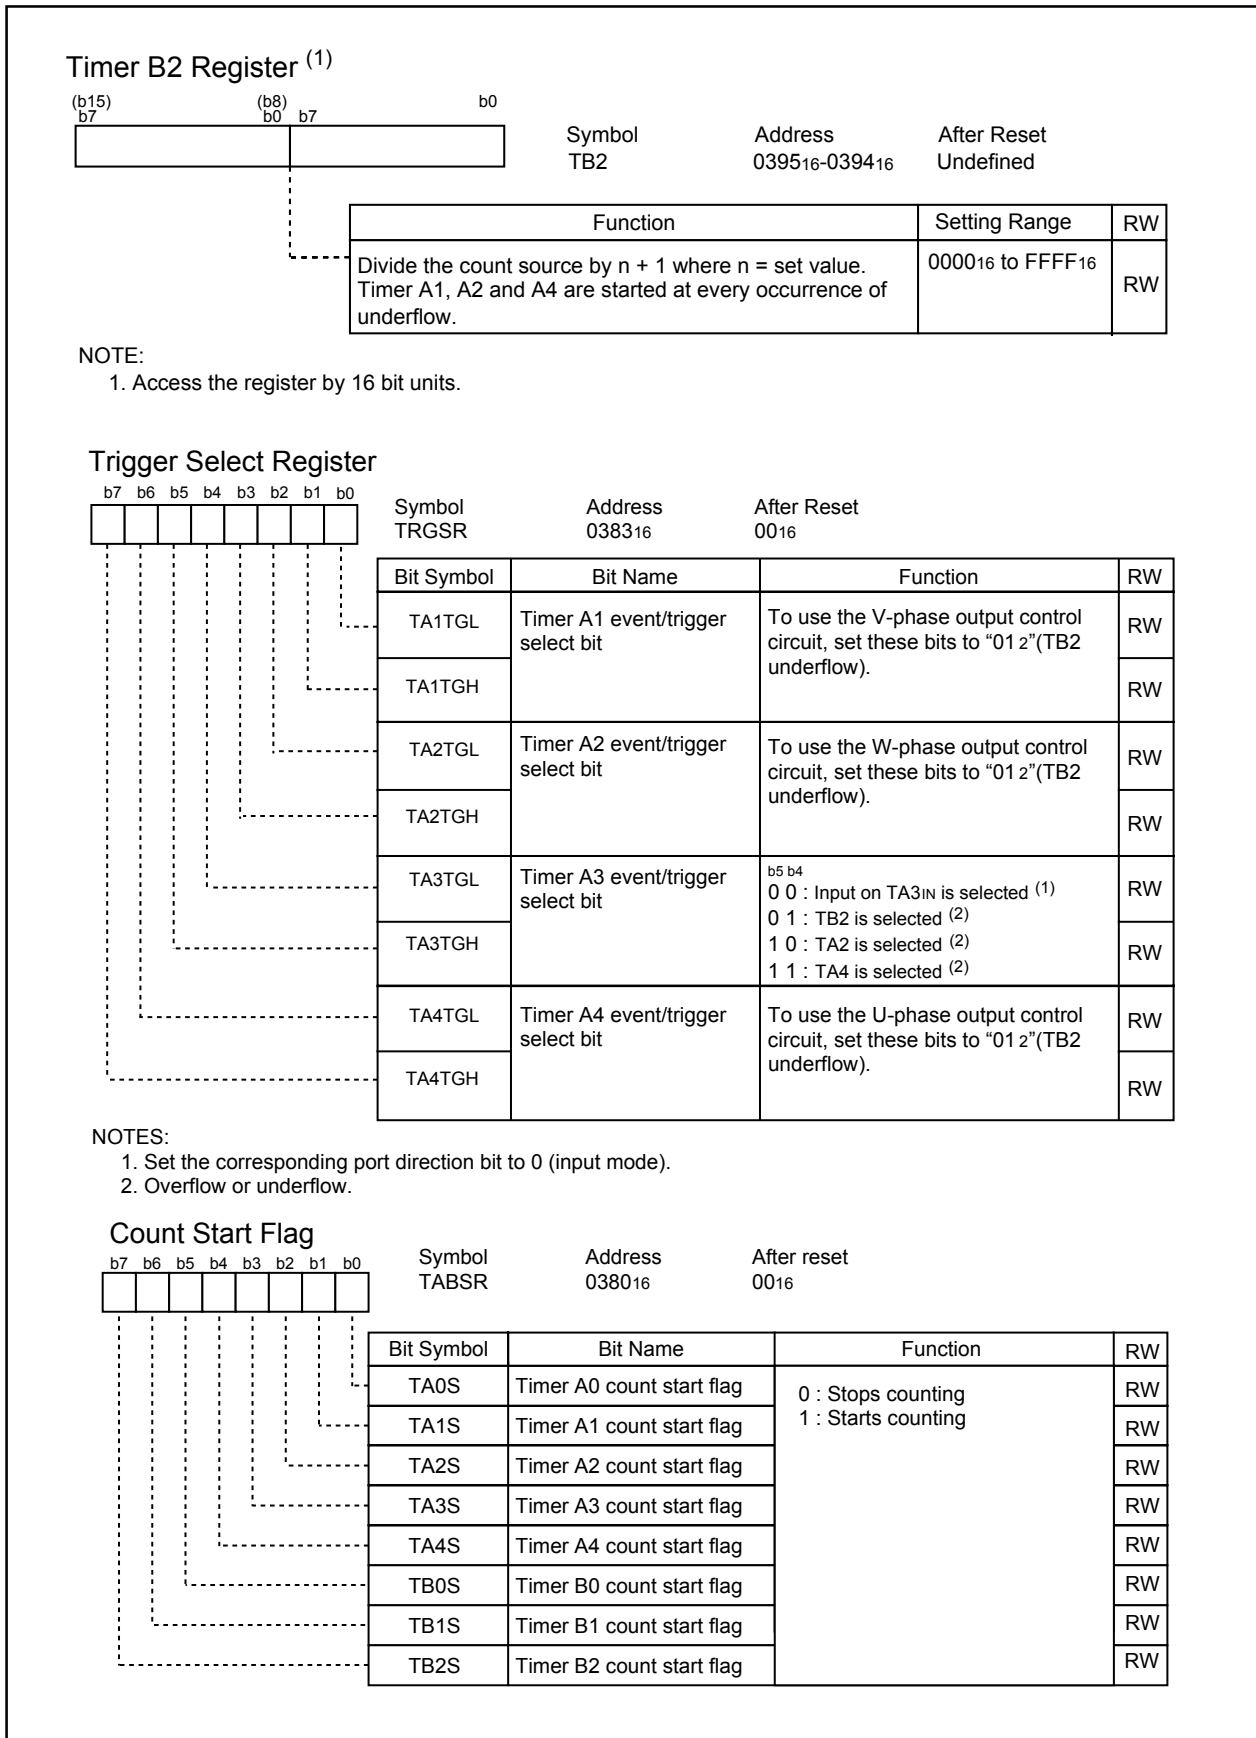 Timer B2 Register (1)
(b15) (b8) b0
b7 b0 b7
Symbol Address After Reset
TB2 039516-039416 Undefined
Function Setting Range RW
Divide the count source by n + 1 where n = set value. 000016 to FFFF16 RW
Timer A1, A2 and A4 are started at every occurrence of
underflow.
NOTE:
1. Access the register by 16 bit units.
Trigger Select Register
b7 b6 b5 b4 b3 b2 b1 b0
Symbol Address After Reset
TRGSR 038316 0016
Bit Symbol Bit Name Function RW
TA1TGL Timer A1 event/trigger To use the V-phase output control RW
select bit circuit, set these bits to “012”(TB2
underflow).
TA1TGH RW
TA2TGL Timer A2 event/trigger To use the W-phase output control RW
select bit circuit, set these bits to “012”(TB2
underflow).
TA2TGH RW
TA3TGL Timer A3 event/trigger b5 b4 RW
select bit 0 0 : Input on TA3IN is selected (1)
0 1 : TB2 is selected (2)
TA3TGH 1 0 : TA2 is selected (2) RW
1 1 : TA4 is selected (2)
TA4TGL Timer A4 event/trigger To use the U-phase output control RW
select bit circuit, set these bits to “012”(TB2
underflow).
TA4TGH RW
NOTES:
1. Set the corresponding port direction bit to 0 (input mode).
2. Overflow or underflow.
Count Start Flag
b7 b6 b5 b4 b3 b2 b1 b0
Symbol Address After reset
TABSR 038016 0016
Bit Symbol Bit Name Function RW
TA0S Timer A0 count start flag 0 : Stops counting RW
TA1S Timer A1 count start flag 1 : Starts counting RW
TA2S Timer A2 count start flag RW
TA3S Timer A3 count start flag RW
TA4S Timer A4 count start flag RW
TB0S Timer B0 count start flag RW
TB1S Timer B1 count start flag RW
TB2S Timer B2 count start flag RW